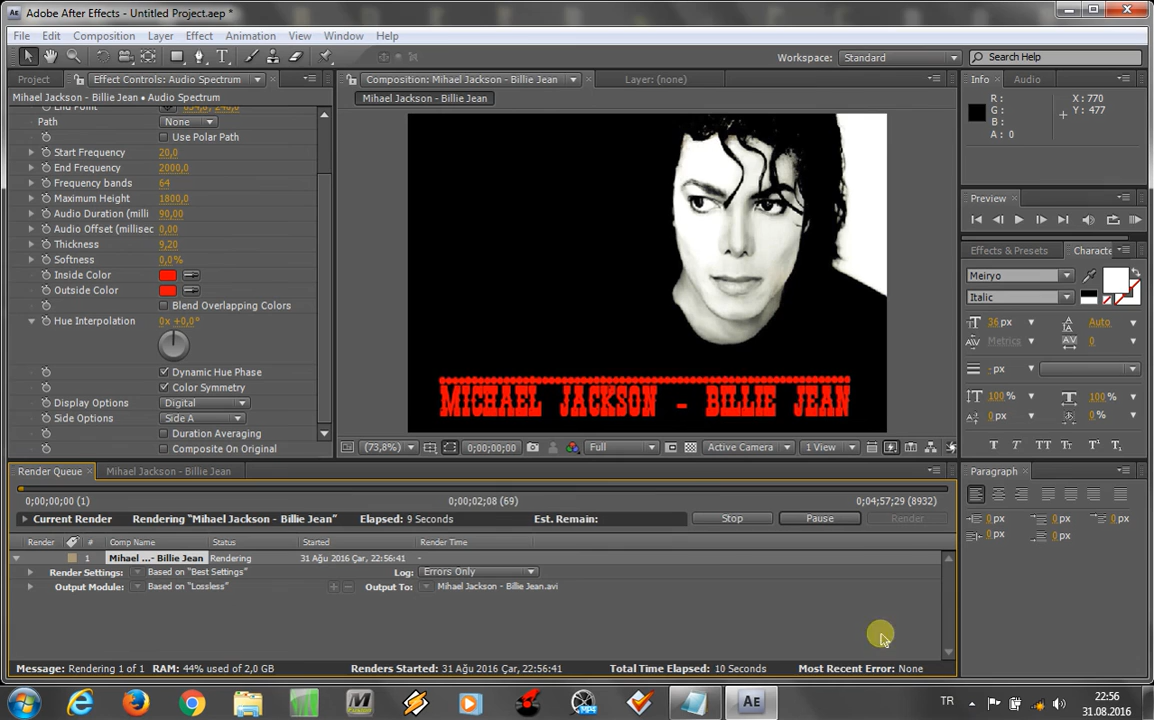 Adobe After Effects - Untitled Project.aep *
File Edit Composition Layer Effect Animation View Window Help
Workspace: Standard Search Help
Project Effect Controls: Audio Spectrum
Mihael Jackson - Billie Jean • Audio Spectrum
Path None
Use Polar Path
Start Frequency 20,0
End Frequency 2000,0
Frequency bands 64
Maximum Height 1800,0
Audio Duration (milli 90,00
Audio Offset (millisec 0,00
Thickness 9,20
Softness 0,0%
Inside Color
Outside Color
Blend Overlapping Colors
Hue Interpolation 0x +0,0°
Dynamic Hue Phase
Color Symmetry
Display Options Digital
Side Options Side A
Duration Averaging
Composite On Original
Composition: Mihael Jackson - Billie Jean Layer: (none)
Mihael Jackson - Billie Jean
MICHAEL JACKSON - BILLIE JEAN
(73,8%) 0;00;00;00 Full Active Camera 1 View
Info Audio
R:
G:
B:
A: 0
X: 770
Y: 477
Preview
Effects & Presets Characte
Meiryo
Italic
36 px Auto
Metrics 0
- px
100 % 100 %
0 px 0 %
T T TT Tr T¹ T₁
Paragraph
0 px 0 px 0 px
0 px 0 px
Render Queue Mihael Jackson - Billie Jean
0;00;00;00 (1) 0;00;02;08 (69) 0;04;57;29 (8932)
Current Render Rendering “Mihael Jackson - Billie Jean” Elapsed: 9 Seconds Est. Remain: Stop Pause Render
Render # Comp Name Status Started Render Time
1 Mihael ...- Billie Jean Rendering 31 Ağu 2016 Çar, 22:56:41 -
Render Settings: Based on “Best Settings” Log: Errors Only
Output Module: Based on “Lossless” Output To: Mihael Jackson - Billie Jean.avi
Message: Rendering 1 of 1 RAM: 44% used of 2,0 GB Renders Started: 31 Ağu 2016 Çar, 22:56:41 Total Time Elapsed: 10 Seconds Most Recent Error: None
MP4
AE
TR
22:56
31.08.2016